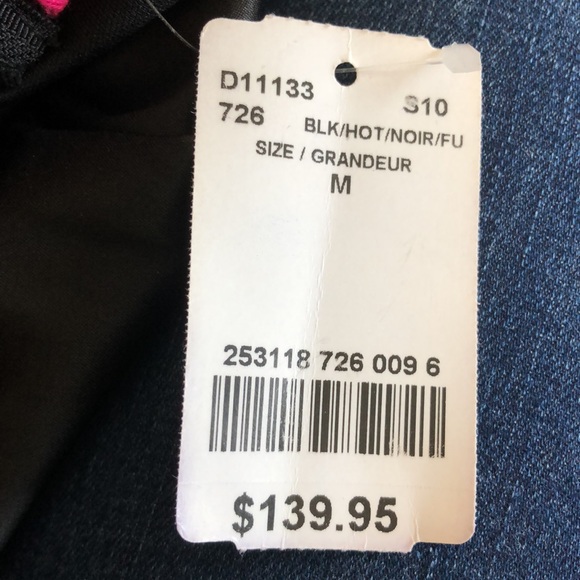 D11133 S10
726 BLK/HOT/NOIR/FU
SIZE / GRANDEUR
M
253118 726 009 6
$139.95